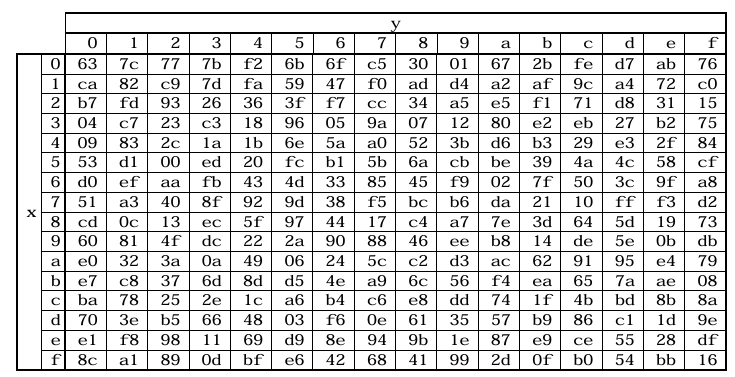 y
0 1 2 3 4 5 6 7 8 9 a b c d e f
0 63 7c 77 7b f2 6b 6f c5 30 01 67 2b fe d7 ab 76
1 ca 82 c9 7d fa 59 47 f0 ad d4 a2 af 9c a4 72 c0
2 b7 fd 93 26 36 3f f7 cc 34 a5 e5 f1 71 d8 31 15
3 04 c7 23 c3 18 96 05 9a 07 12 80 e2 eb 27 b2 75
4 09 83 2c 1a 1b 6e 5a a0 52 3b d6 b3 29 e3 2f 84
5 53 d1 00 ed 20 fc b1 5b 6a cb be 39 4a 4c 58 cf
6 d0 ef aa fb 43 4d 33 85 45 f9 02 7f 50 3c 9f a8
x 7 51 a3 40 8f 92 9d 38 f5 bc b6 da 21 10 ff f3 d2
8 cd 0c 13 ec 5f 97 44 17 c4 a7 7e 3d 64 5d 19 73
9 60 81 4f dc 22 2a 90 88 46 ee b8 14 de 5e 0b db
a e0 32 3a 0a 49 06 24 5c c2 d3 ac 62 91 95 e4 79
b e7 c8 37 6d 8d d5 4e a9 6c 56 f4 ea 65 7a ae 08
c ba 78 25 2e 1c a6 b4 c6 e8 dd 74 1f 4b bd 8b 8a
d 70 3e b5 66 48 03 f6 0e 61 35 57 b9 86 c1 1d 9e
e e1 f8 98 11 69 d9 8e 94 9b 1e 87 e9 ce 55 28 df
f 8c a1 89 0d bf e6 42 68 41 99 2d 0f b0 54 bb 16